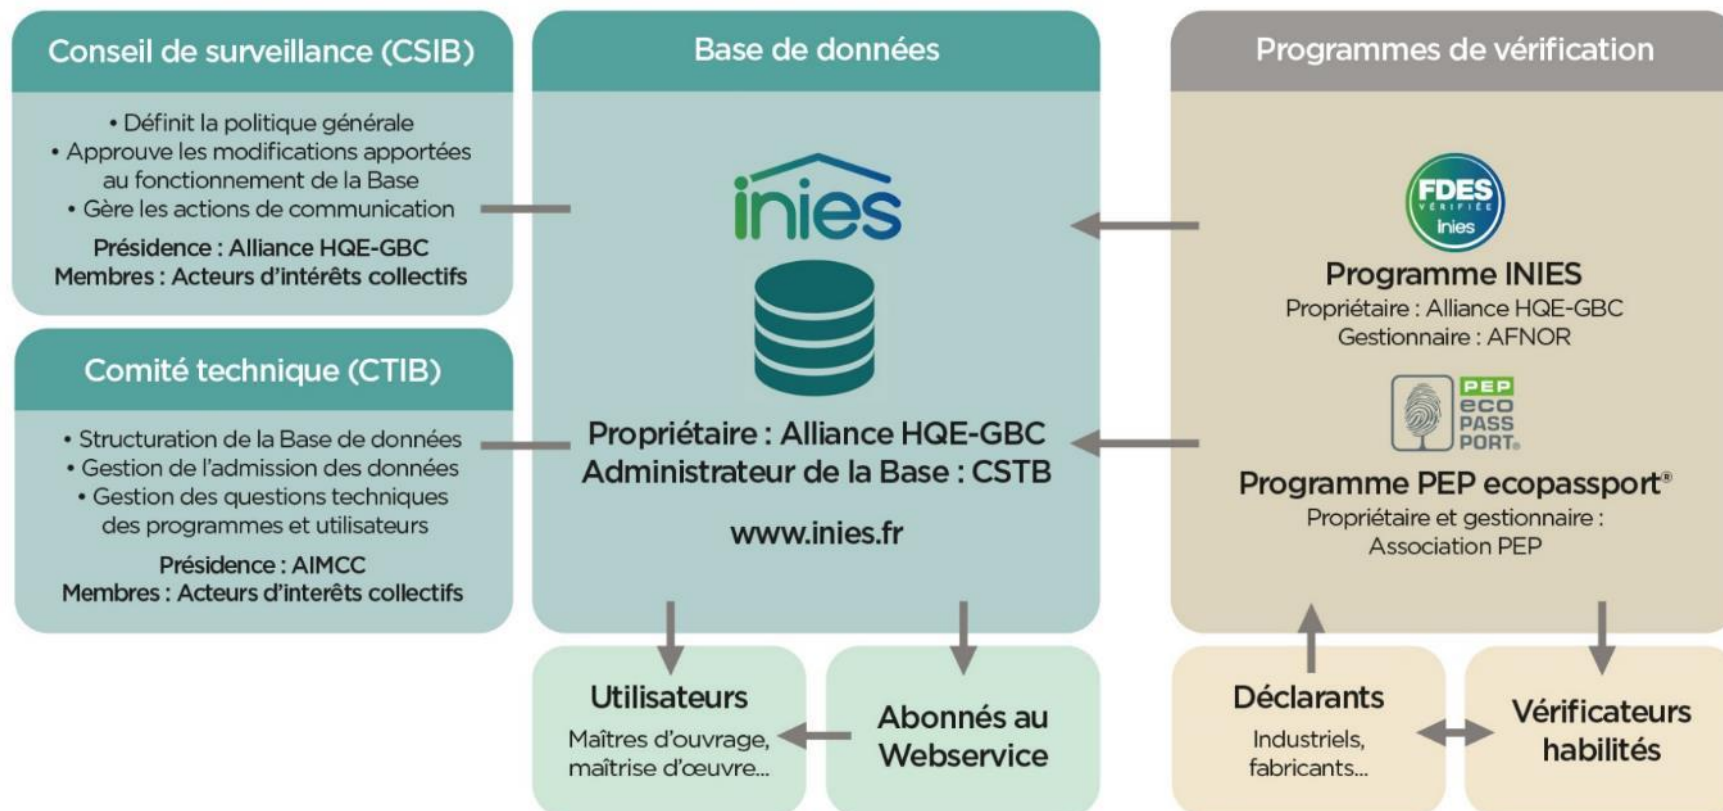 Conseil de surveillance (CSIB)
• Définit la politique générale
• Approuve les modifications apportées
au fonctionnement de la Base
• Gère les actions de communication
Présidence : Alliance HQE-GBC
Membres : Acteurs d'intérêts collectifs
Comité technique (CTIB)
• Structuration de la Base de données
• Gestion de l'admission des données
• Gestion des questions techniques
des programmes et utilisateurs
Présidence : AIMCC
Membres : Acteurs d'interêts collectifs
Base de données
inies
Propriétaire : Alliance HQE-GBC
Administrateur de la Base : CSTB
www.inies.fr
Utilisateurs
Maîtres d'ouvrage,
maîtrise d'œuvre...
Abonnés au
Webservice
Programmes de vérification
FDES
VÉRIFIÉE
inies
Programme INIES
Propriétaire : Alliance HQE-GBC
Gestionnaire : AFNOR
PEP
eco
PASS
PORT®
Programme PEP ecopassport®
Propriétaire et gestionnaire :
Association PEP
Déclarants
Industriels,
fabricants...
Vérificateurs
habilités